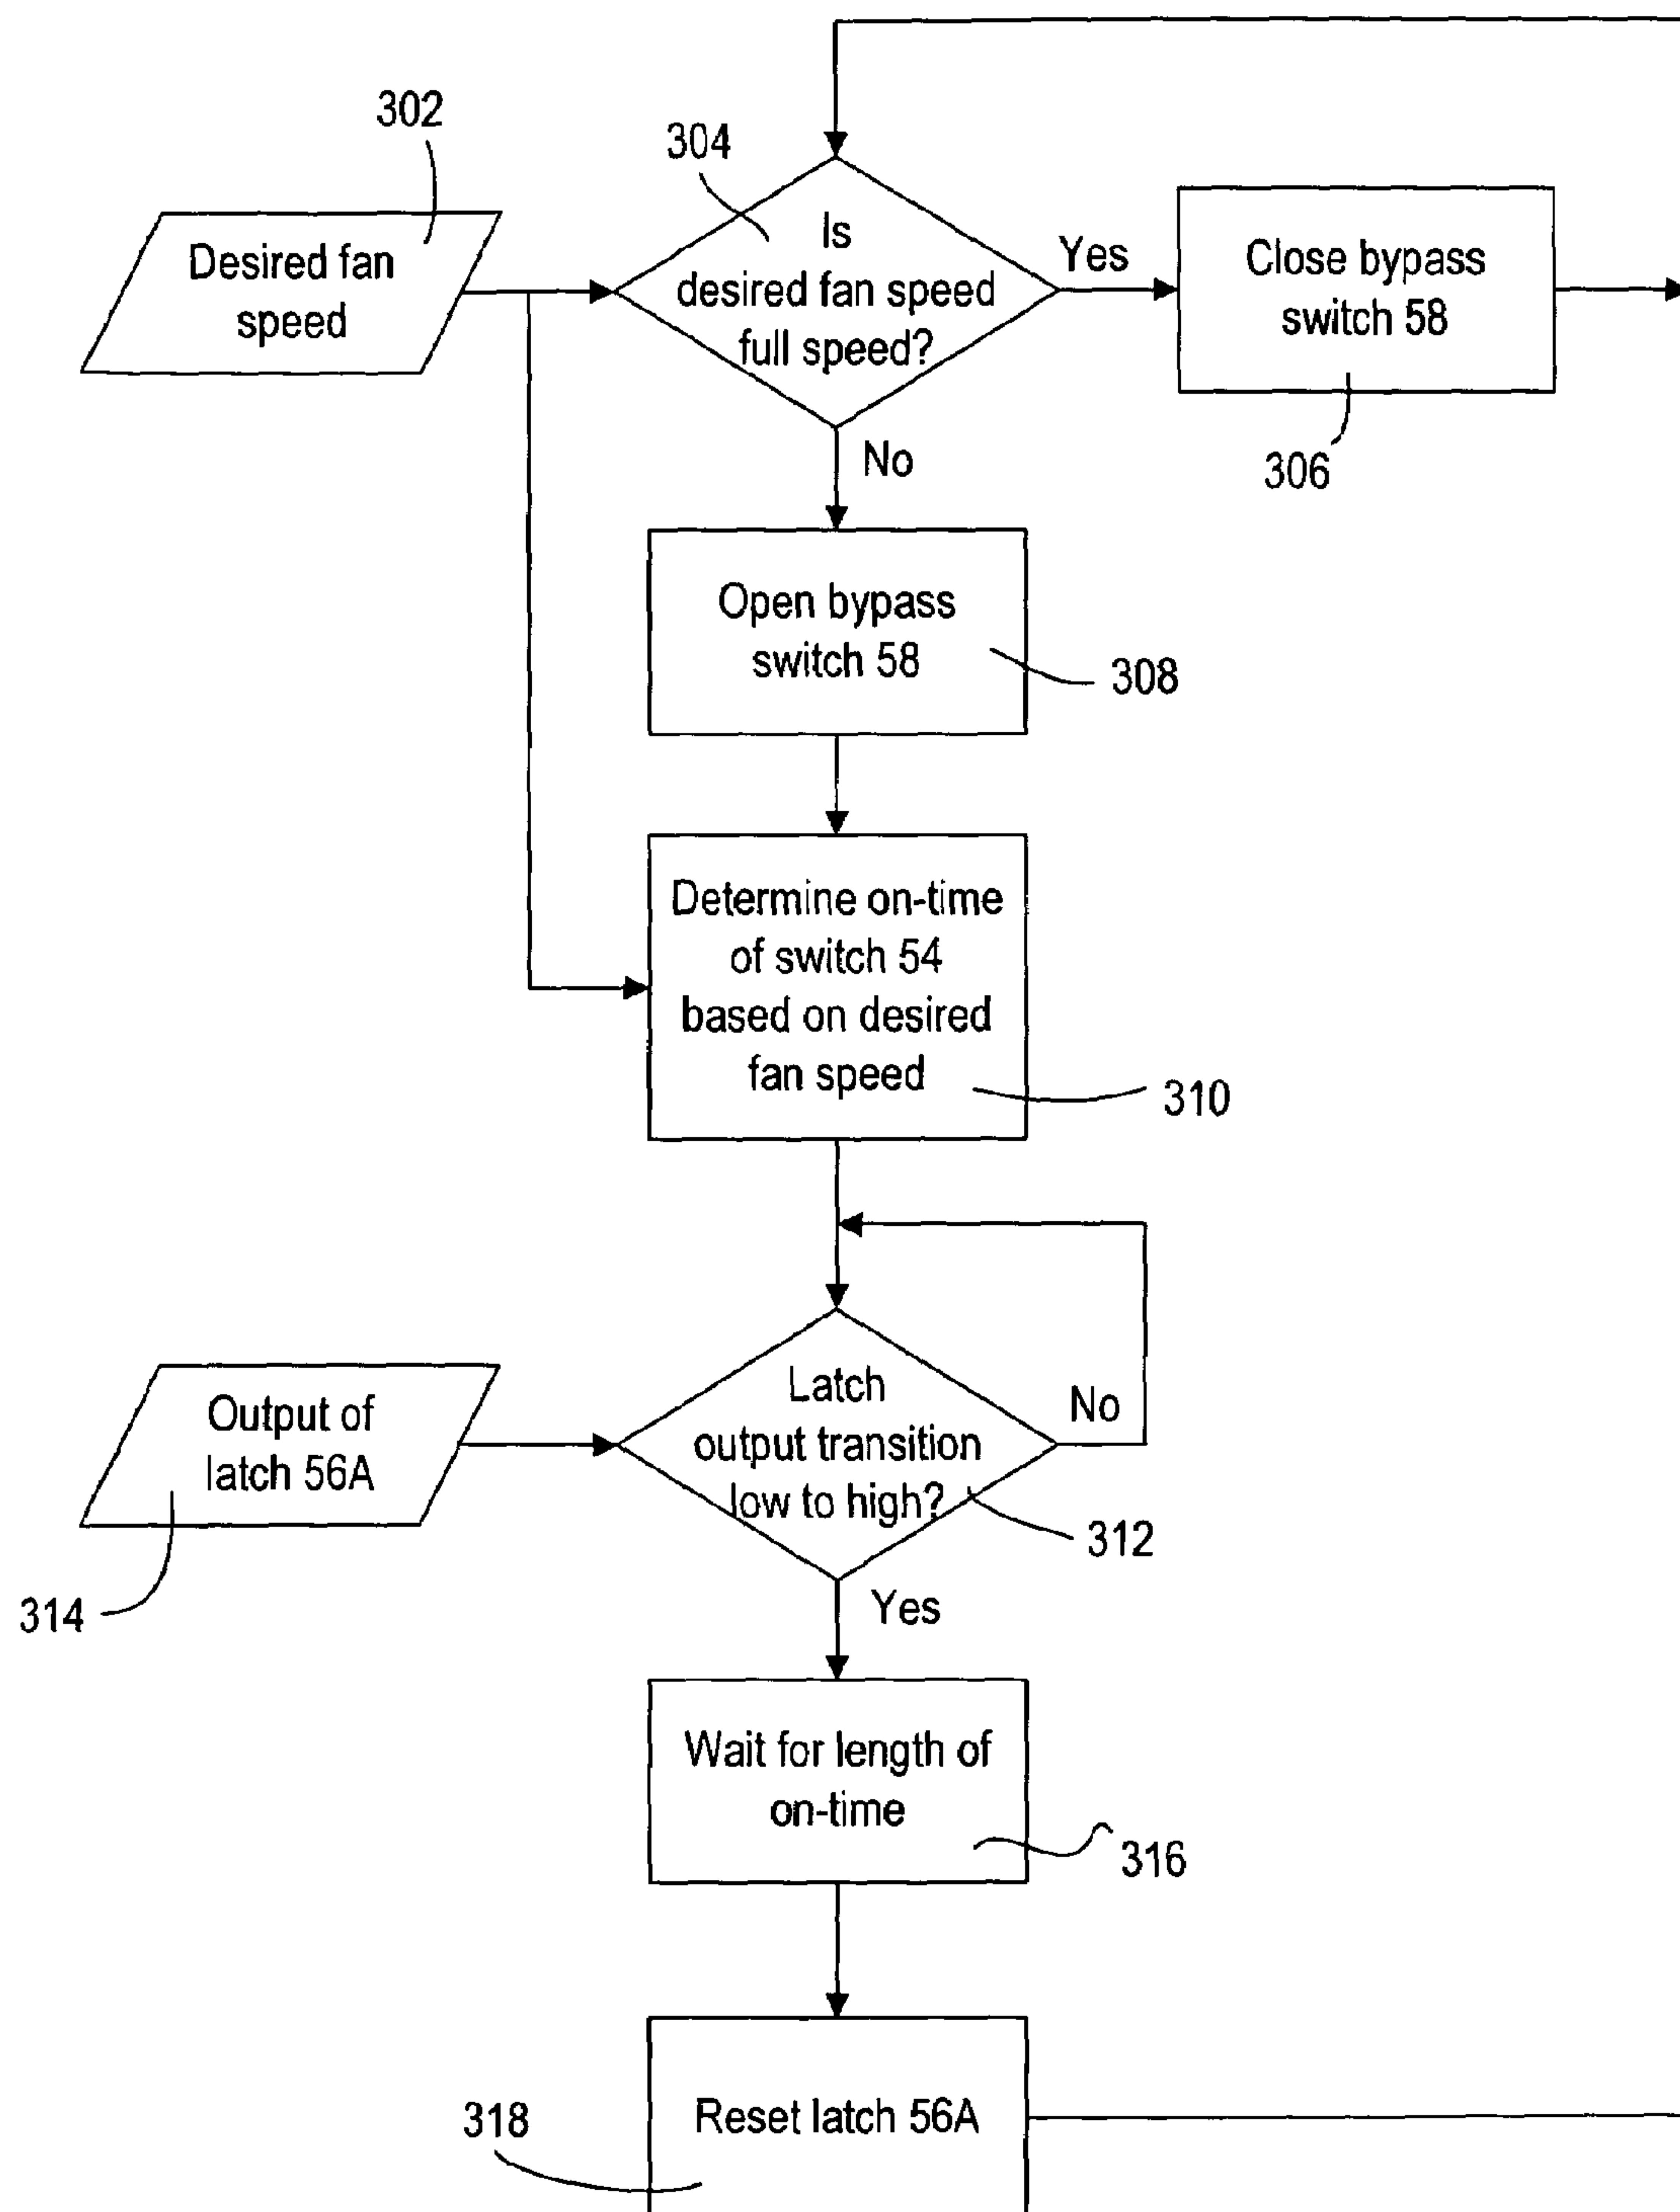 302
304
Desired fan
speed
Is
desired fan speed
full speed?
Yes
Close bypass
switch 58
306
No
Open bypass
switch 58
308
Determine on-time
of switch 54
based on desired
fan speed
310
Output of
latch 56A
314
Latch
output transition
low to high?
No
312
Yes
Wait for length of
on-time
316
Reset latch 56A
318